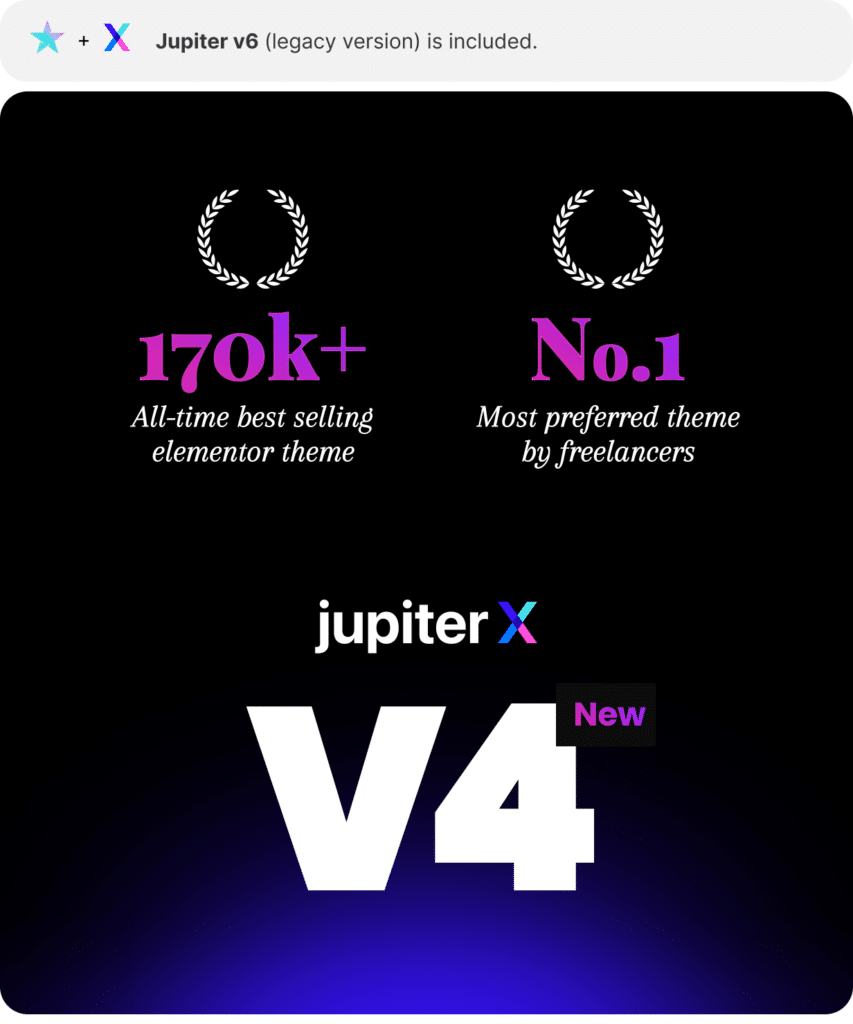 + Jupiter v6 (legacy version) is included.
170k+
All-time best selling
elementor theme
No.1
Most preferred theme
by freelancers
jupiter X
V4
New